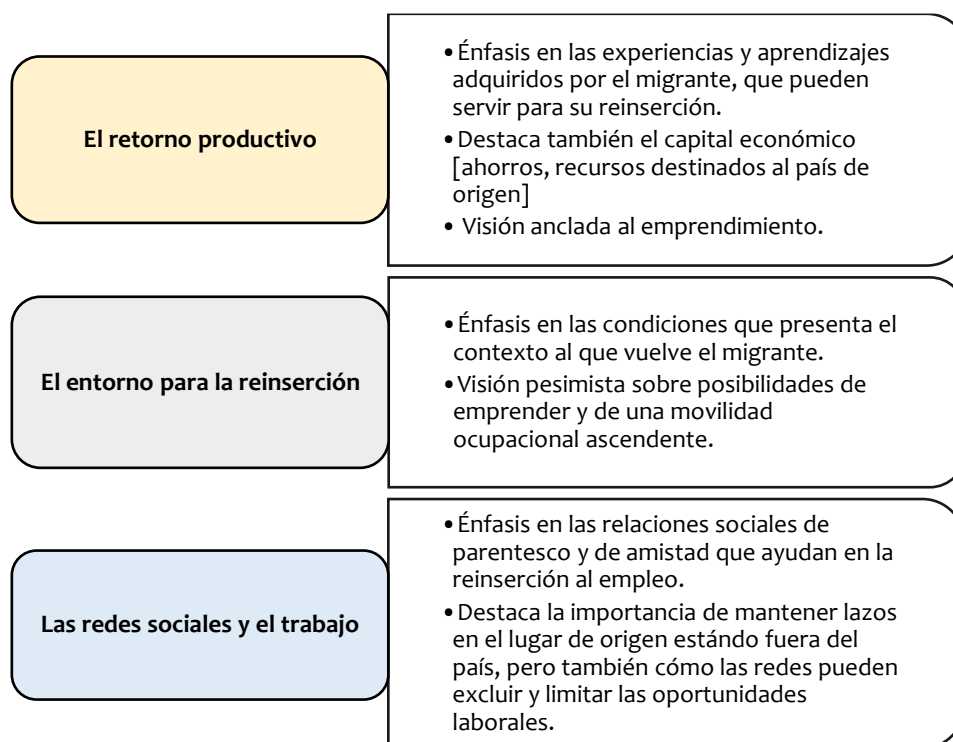 El retorno productivo
•Énfasis en las experiencias y aprendizajes
adquiridos por el migrante, que pueden
servir para su reinserción.
•Destaca también el capital económico
[ahorros, recursos destinados al país de
origen]
• Visión anclada al emprendimiento.
El entorno para la reinserción
•Énfasis en las condiciones que presenta el
contexto al que vuelve el migrante.
•Visión pesimista sobre posibilidades de
emprender y de una movilidad
ocupacional ascendente.
Las redes sociales y el trabajo
•Énfasis en las relaciones sociales de
parentesco y de amistad que ayudan en la
reinserción al empleo.
•Destaca la importancia de mantener lazos
en el lugar de origen estándo fuera del
país, pero también cómo las redes pueden
excluir y limitar las oportunidades
laborales.